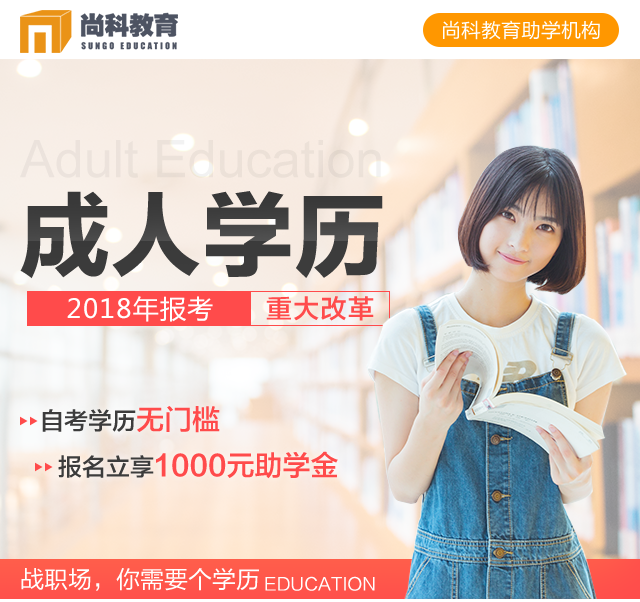 尚科教育
SUNGO EDUCATION
尚科教育助学机构
Adult Education
成人学历
2018年报考 重大改革
自考学历无门槛
报名立享1000元助学金
战职场，你需要个学历 EDUCATION